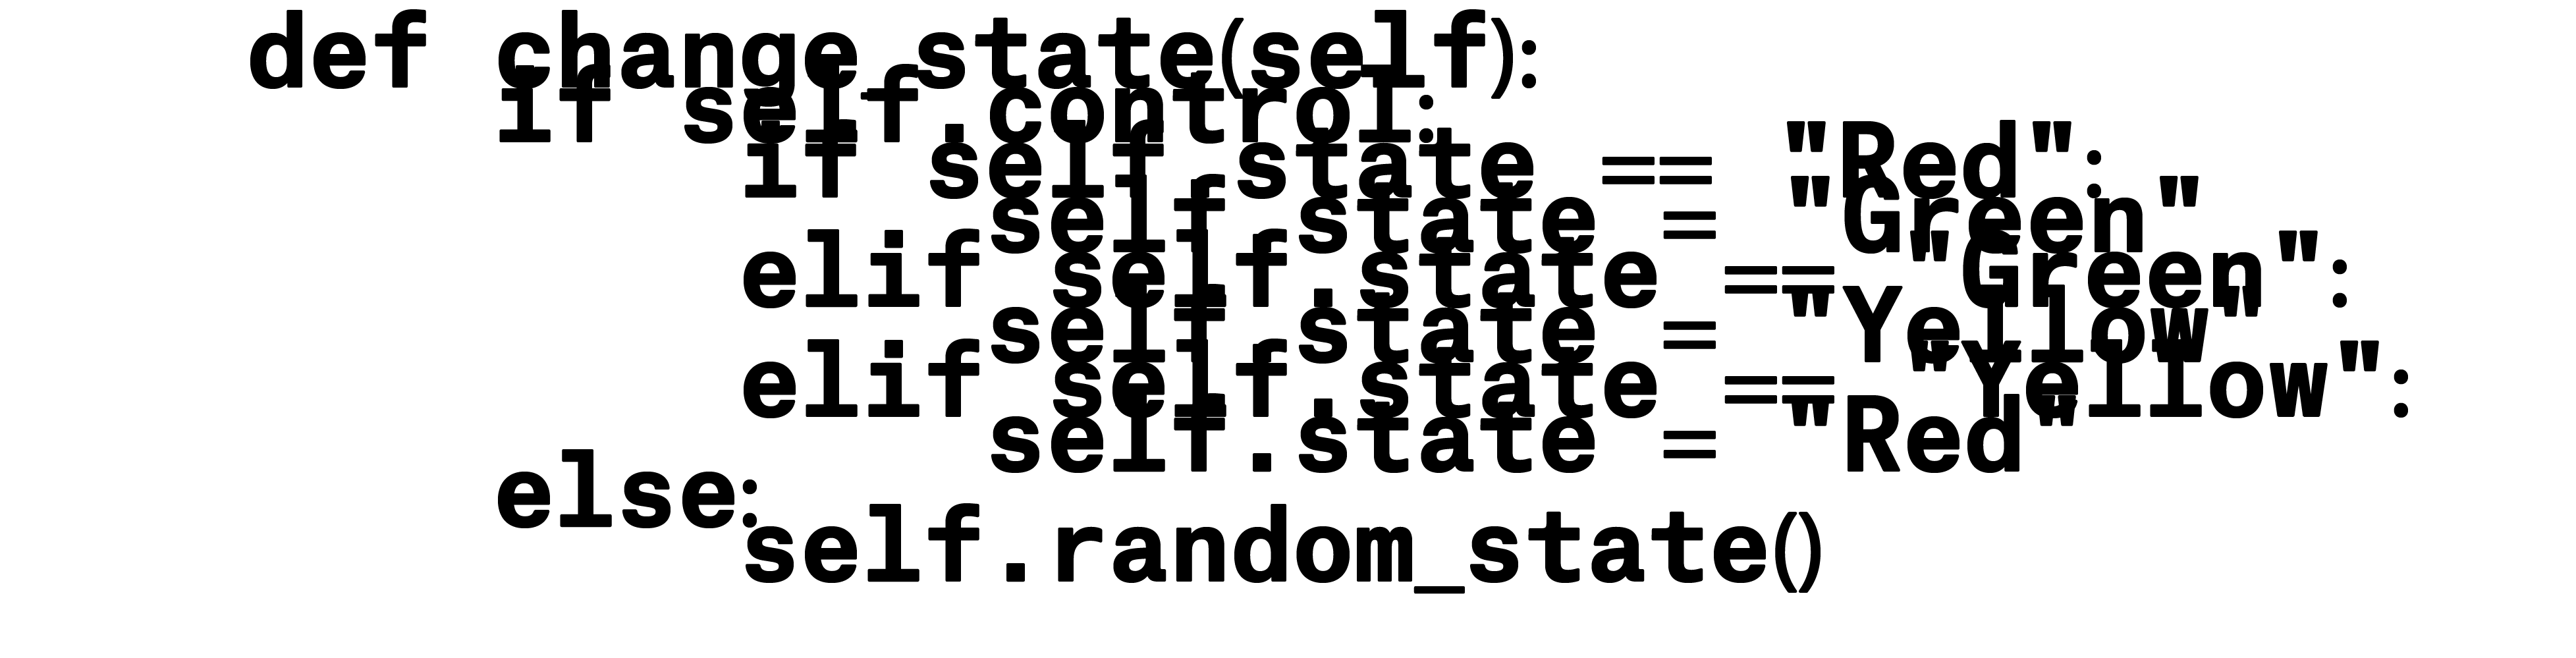 def change_state(self):
if self.control:
if self.state == "Red":
self.state = "Green"
elif self.state == "Green":
self.state = "Yellow"
elif self.state == "Yellow":
self.state = "Red"
else:
self.random_state()